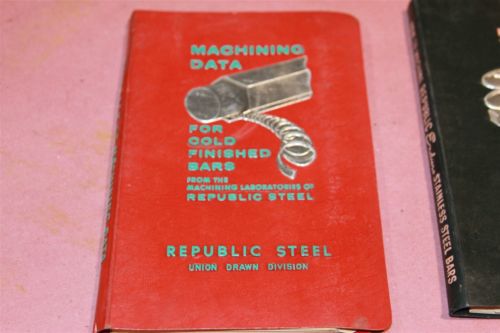 MACHINING
DATA
FOR
COLD
FINISHED
BARS
FROM THE
MACHINING LABORATORIES OF
REPUBLIC STEEL
REPUBLIC STEEL
UNION DRAWN DIVISION
REPUBLIC
STAINLESS STEEL BARS